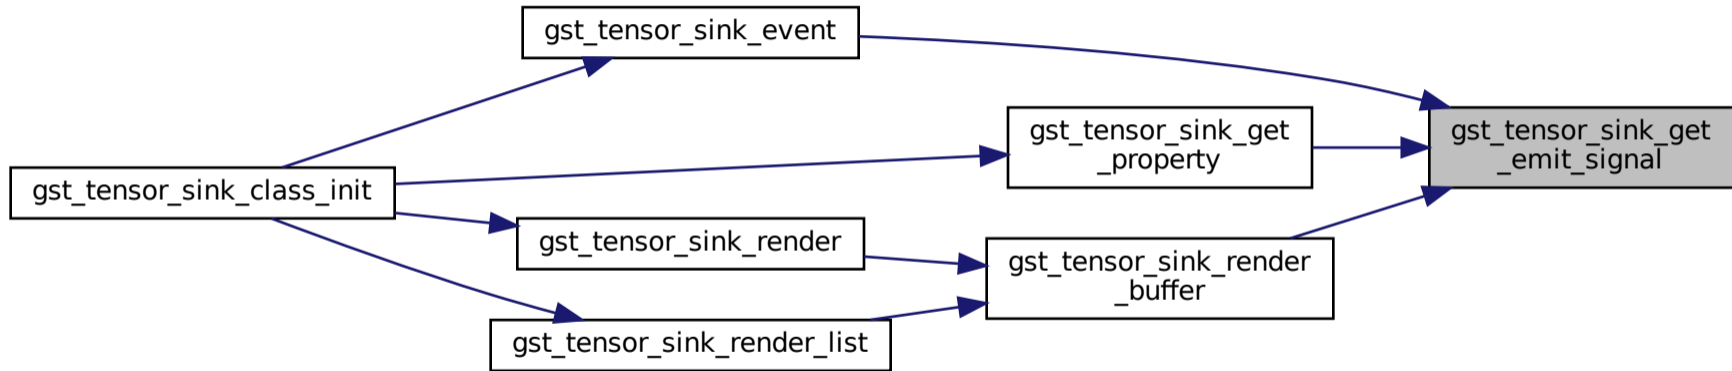 gst_tensor_sink_event
gst_tensor_sink_get
_property
gst_tensor_sink_get
_emit_signal
gst_tensor_sink_class_init
gst_tensor_sink_render
gst_tensor_sink_render
_buffer
gst_tensor_sink_render_list